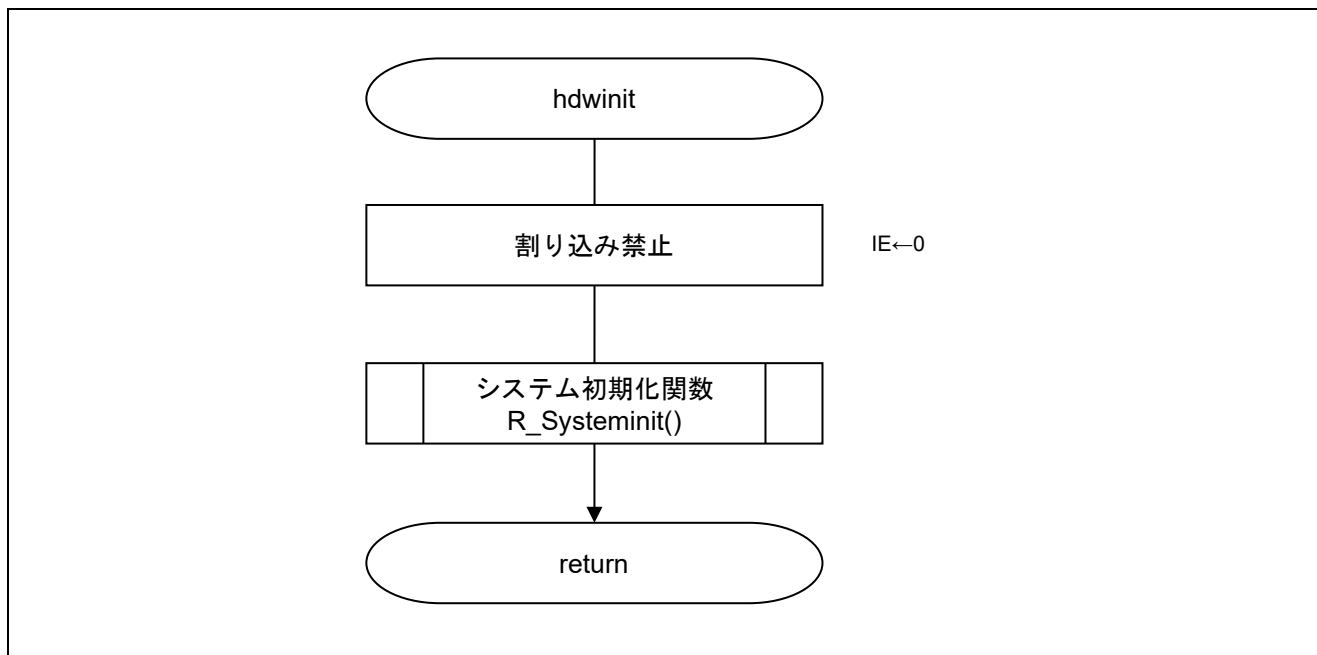 hdwinit
割り込み禁止
IE←0
システム初期化関数
R_Systeminit()
return